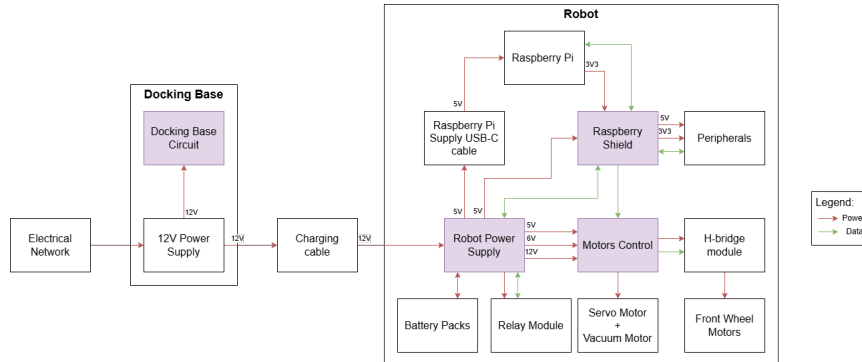 Robot
Raspberry Pi
3V3
Docking Base
5V
Docking Base
Circuit
Raspberry Pi
Supply USB-C
cable
Raspberry
Shield
5V
3V3
Peripherals
Legend:
Power
Data
12V
5V
5V
Electrical
Network
12V Power
Supply
12V
Charging
cable
12V
Robot Power
Supply
5V
6V
12V
Motors Control
H-bridge
module
Battery Packs
Relay Module
Servo Motor
+
Vacuum Motor
Front Wheel
Motors